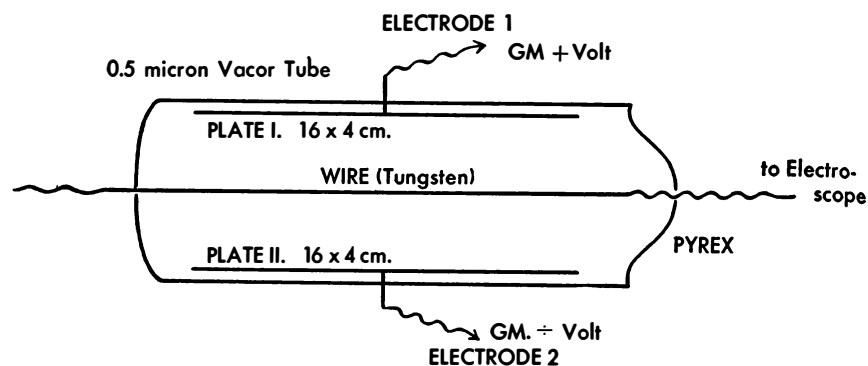 ELECTRODE 1
GM + Volt
0.5 micron Vacor Tube
PLATE I. 16 x 4 cm.
WIRE (Tungsten)
to Electro-
scope
PLATE II. 16 x 4 cm.
PYREX
GM. ÷ Volt
ELECTRODE 2